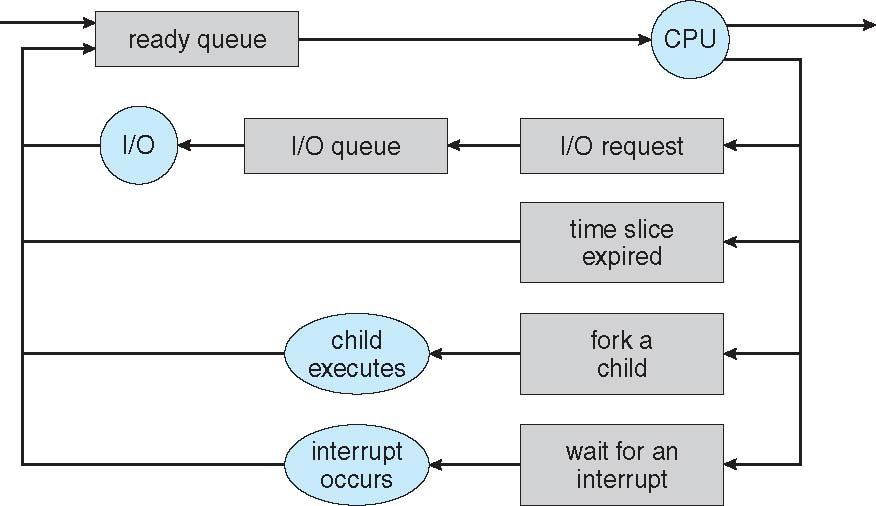 ready queue
CPU
I/O
I/O queue
I/O request
time slice
expired
child
executes
fork a
child
interrupt
occurs
wait for an
interrupt